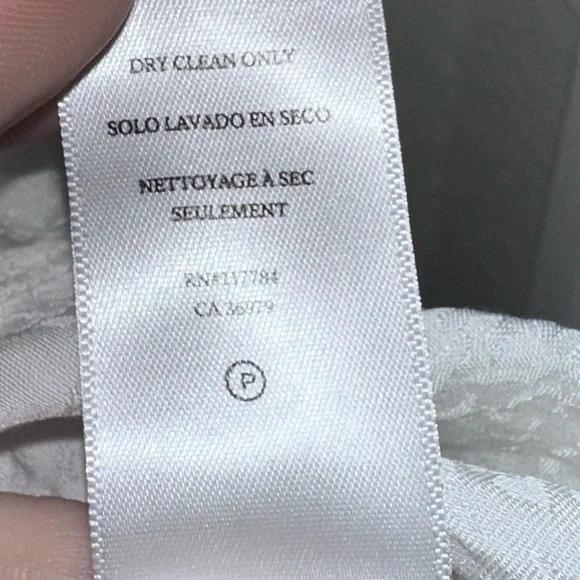 DRY CLEAN ONLY
SOLO LAVADO EN SECO
NETTOYAGE À SEC
SEULEMENT
RN#117784
CA 36979
P